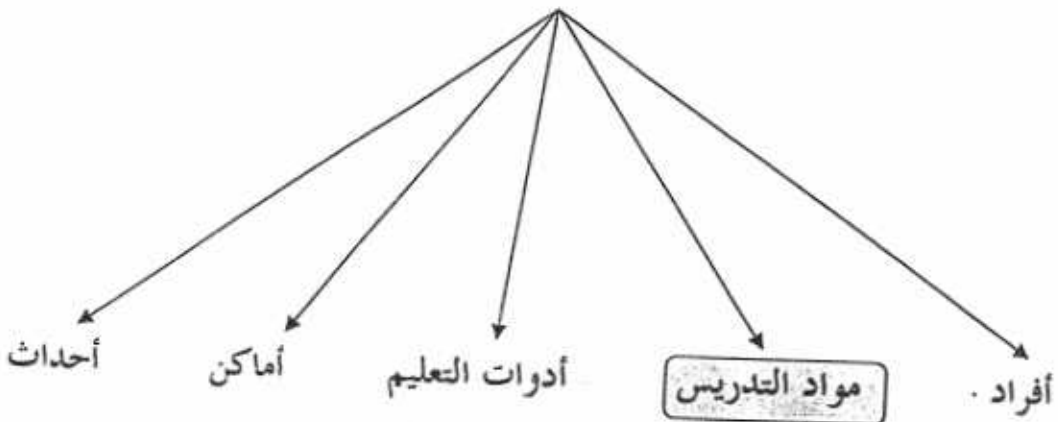 أفراد
مواد التدريس
أدوات التعليم
أماكن
أحداث